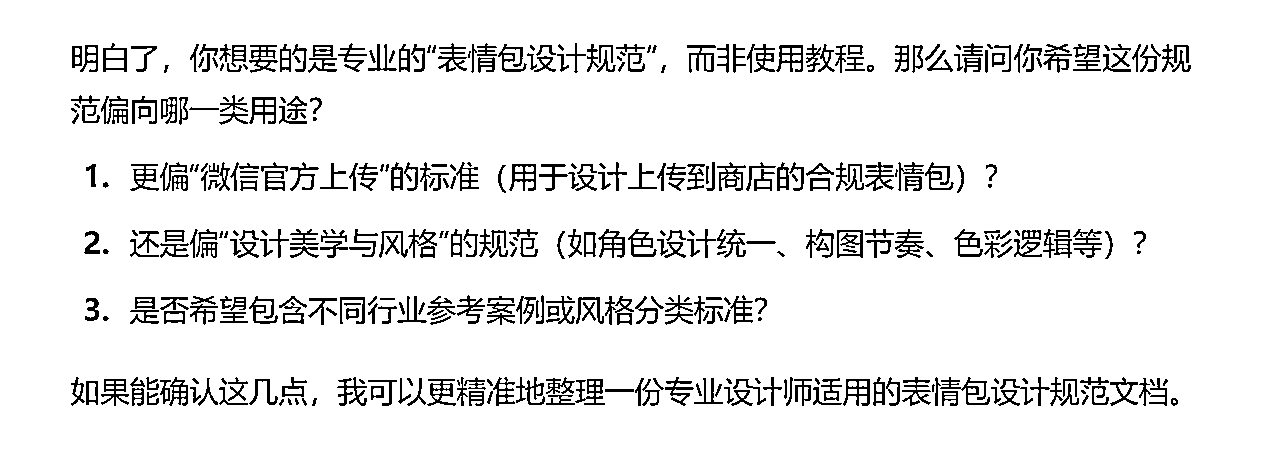 明白了，你想要的是专业的“表情包设计规范”，而非使用教程。那么请问你希望这份规
范偏向哪一类用途？
1. 更偏“微信官方上传”的标准（用于设计上传到商店的合规表情包）？
2. 还是偏“设计美学与风格”的规范（如角色设计统一、构图节奏、色彩逻辑等）？
3. 是否希望包含不同行业参考案例或风格分类标准？
如果能确认这几点，我可以更精准地整理一份专业设计师适用的表情包设计规范文档。